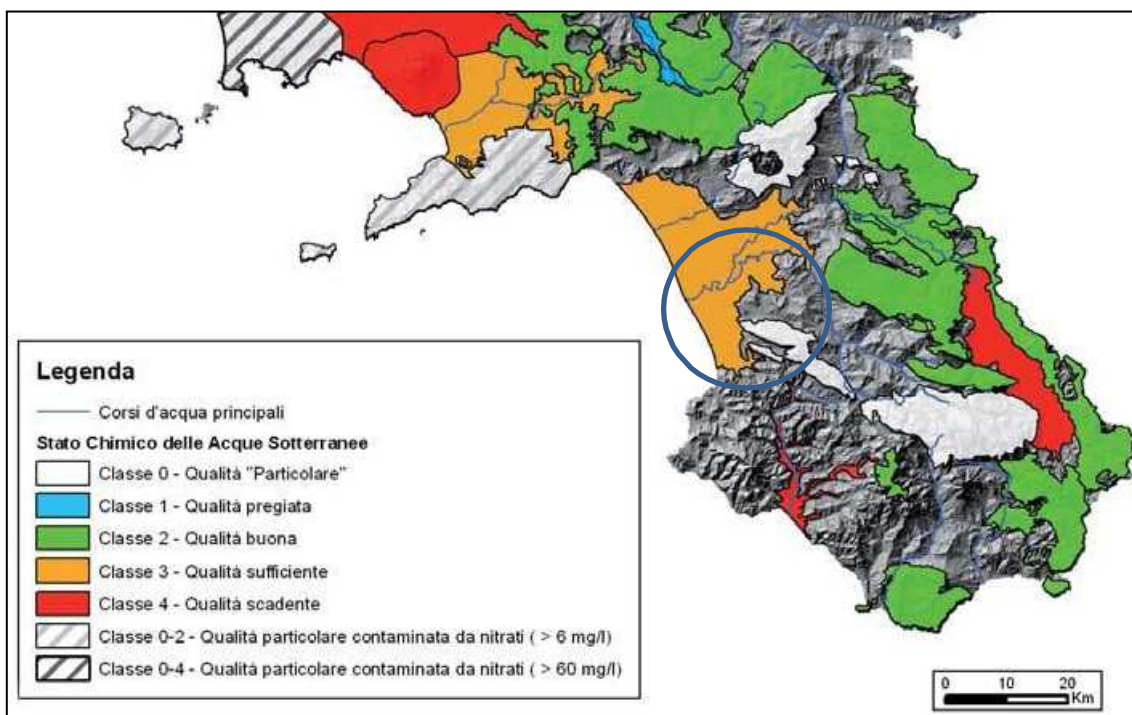 Legenda
Corsi d'acqua principali
Stato Chimico delle Acque Sotterranee
Classe 0 - Qualità "Particolare"
Classe 1 - Qualità pregiata
Classe 2 - Qualità buona
Classe 3 - Qualità sufficiente
Classe 4 - Qualità scadente
Classe 0-2 - Qualità particolare contaminata da nitrati ( > 6 mg/l)
Classe 0-4 - Qualità particolare contaminata da nitrati ( > 60 mg/l)
0 10 20
Km